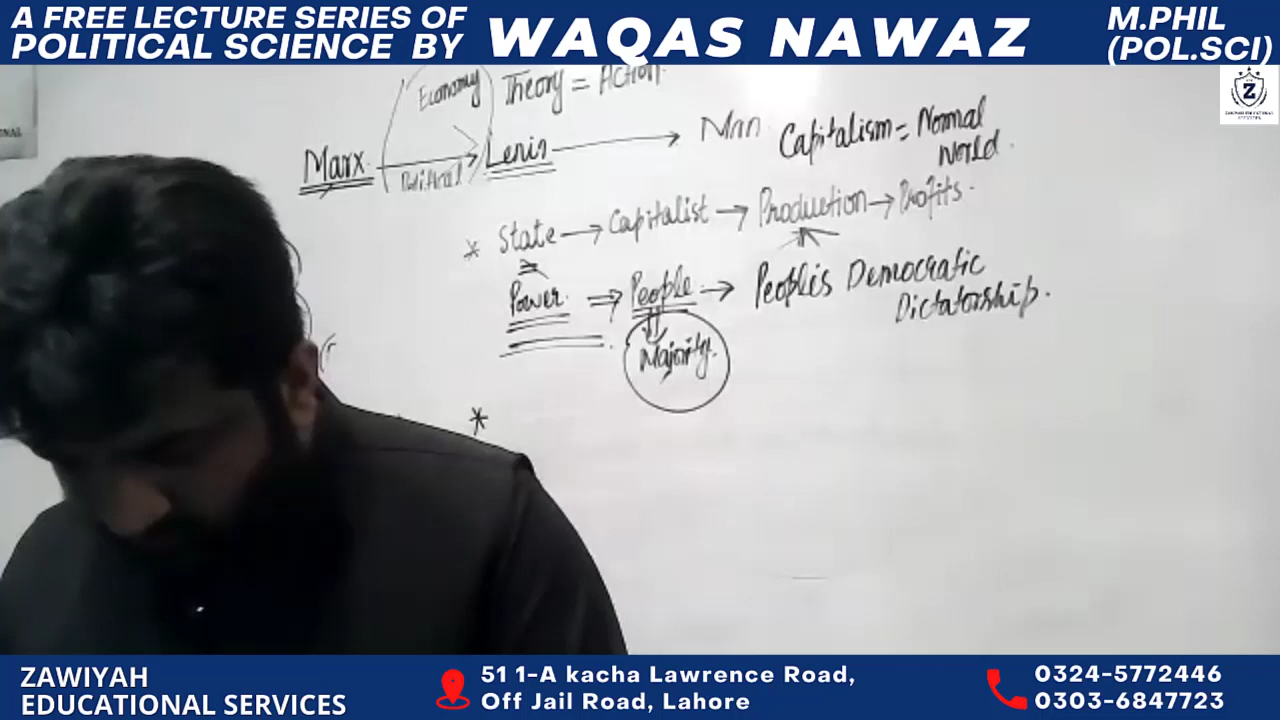 A FREE LECTURE SERIES OF
POLITICAL SCIENCE BY
WAQAS NAWAZ
M.PHIL
(POL.SCI)
Z
Economy
Theory = Action
Marx → Lenin →
Political
Capitalism = Normal
World.
* State → Capitalist → Production → Profits.
Power. ⇒ People → People's Democratic
Dictatorship.
Majority.
*
ZAWIYAH
EDUCATIONAL SERVICES
51 1-A kacha Lawrence Road,
Off Jail Road, Lahore
0324-5772446
0303-6847723